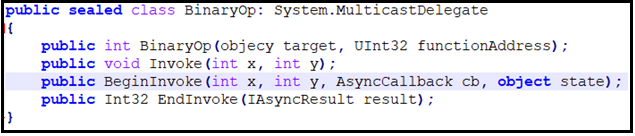 public sealed class BinaryOp: System.MulticastDelegate
{
public int BinaryOp(objecy target, UInt32 functionAddress);
public void Invoke(int x, int y);
public BeginInvoke(int x, int y, AsyncCallback cb, object state);
public Int32 EndInvoke(IAsyncResult result);
}